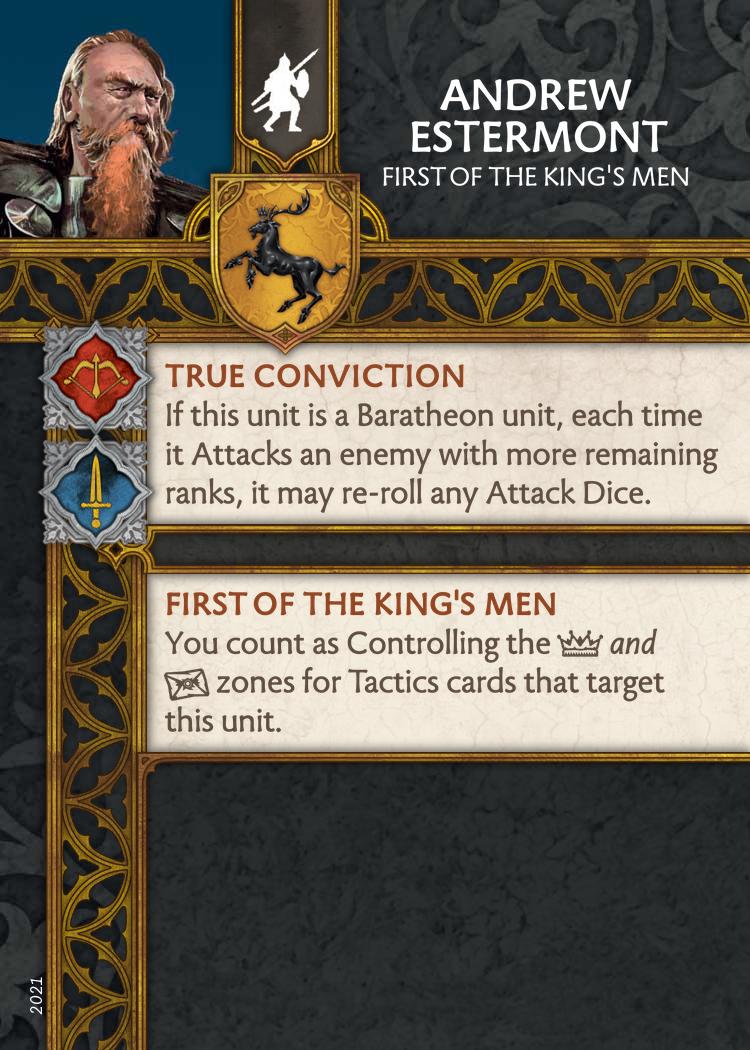 ANDREW
ESTERMONT
FIRST OF THE KING'S MEN
TRUE CONVICTION
If this unit is a Baratheon unit, each time
it Attacks an enemy with more remaining
ranks, it may re-roll any Attack Dice.
FIRST OF THE KING'S MEN
You count as Controlling the and
zones for Tactics cards that target
this unit.
2021